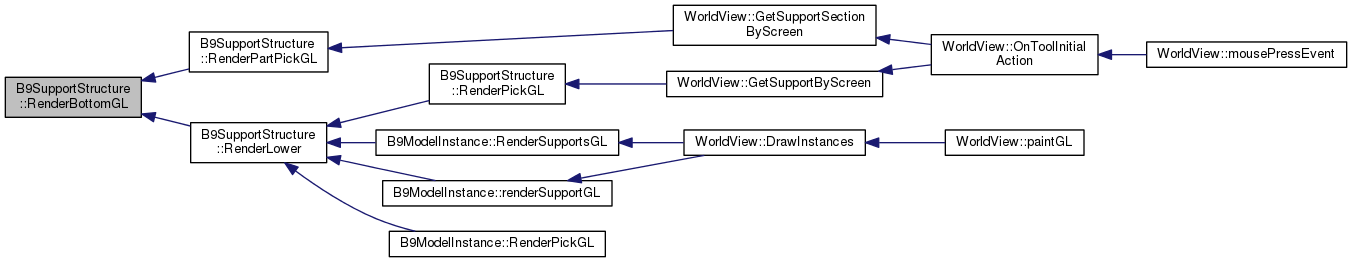 B9SupportStructure
::RenderBottomGL
B9SupportStructure
::RenderPartPickGL
WorldView::GetSupportSection
ByScreen
WorldView::OnToolInitial
Action
WorldView::mousePressEvent
B9SupportStructure
::RenderPickGL
WorldView::GetSupportByScreen
B9SupportStructure
::RenderLower
B9ModelInstance::RenderSupportsGL
WorldView::DrawInstances
WorldView::paintGL
B9ModelInstance::renderSupportGL
B9ModelInstance::RenderPickGL